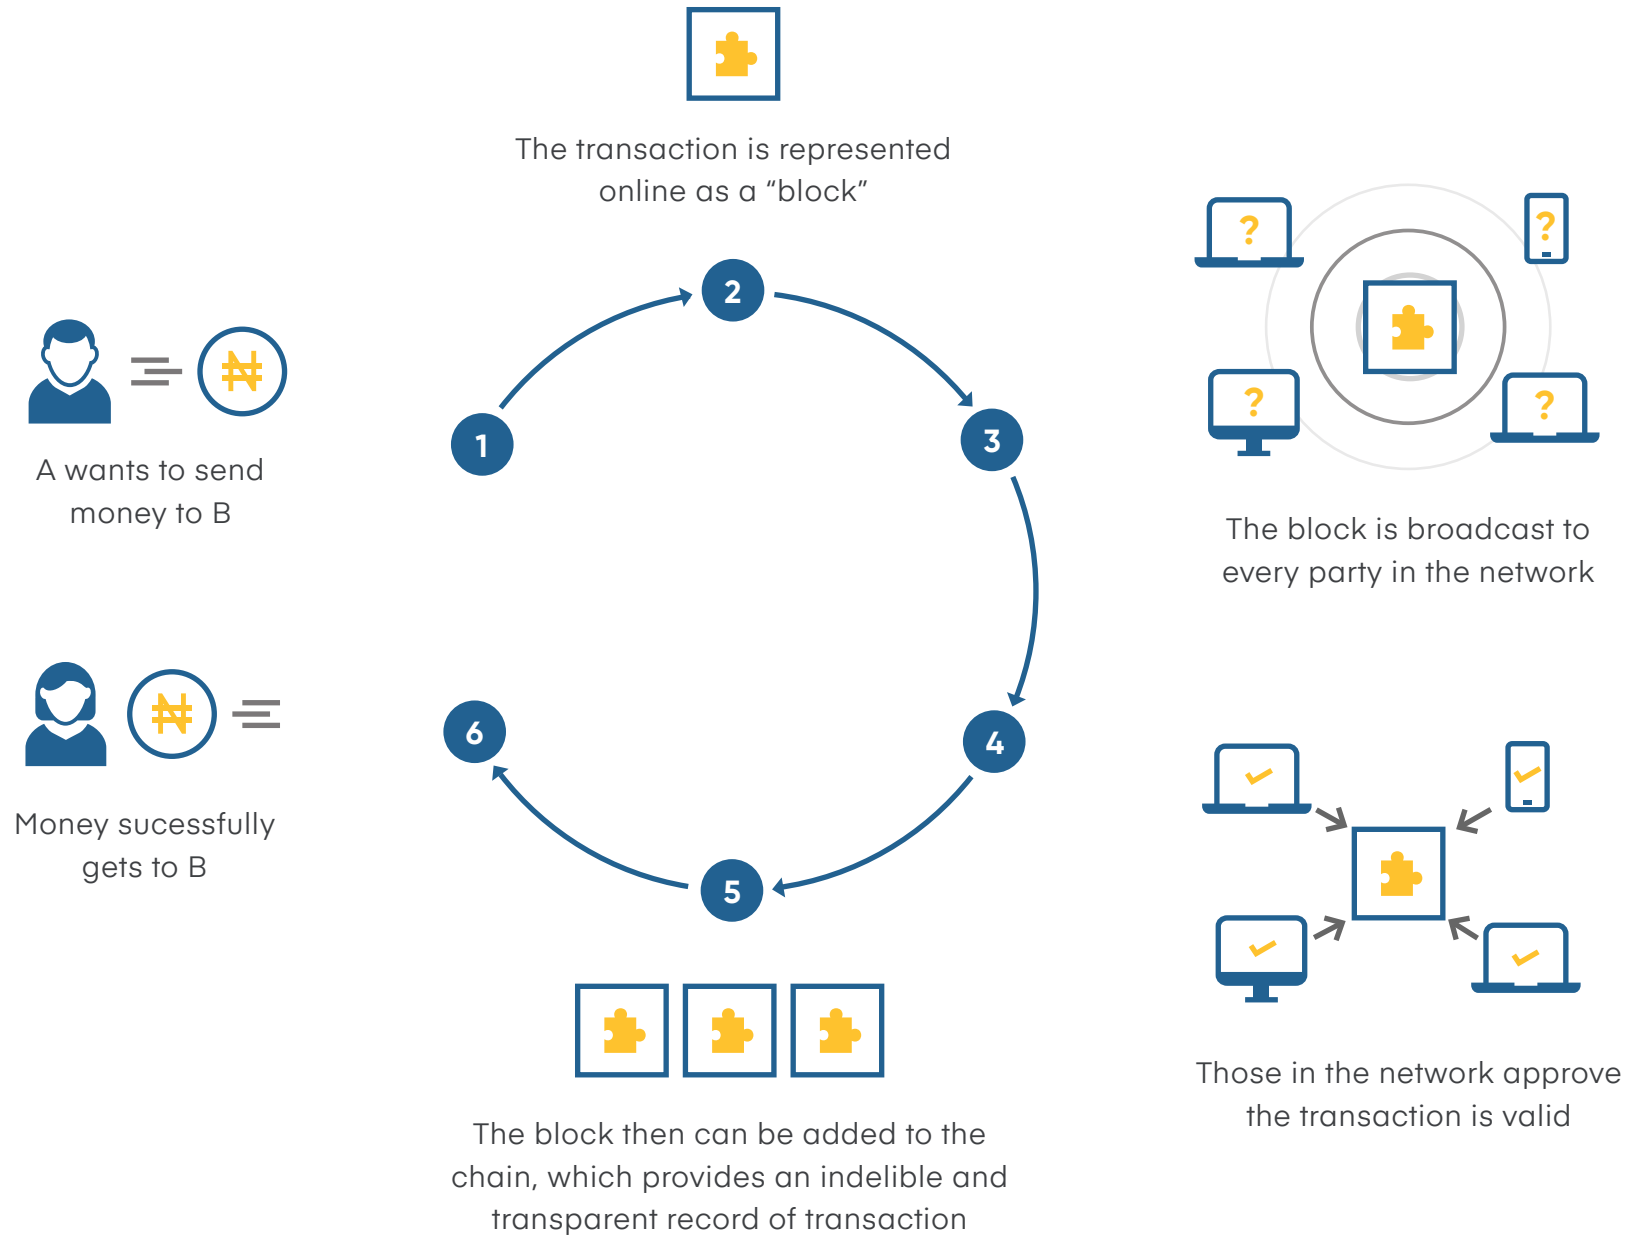 The transaction is represented
online as a “block”
?
?
?
?
2
1
3
₦
A wants to send
money to B
The block is broadcast to
every party in the network
₦
6
4
5
Money sucessfully
gets to B
Those in the network approve
the transaction is valid
The block then can be added to the
chain, which provides an indelible and
transparent record of transaction